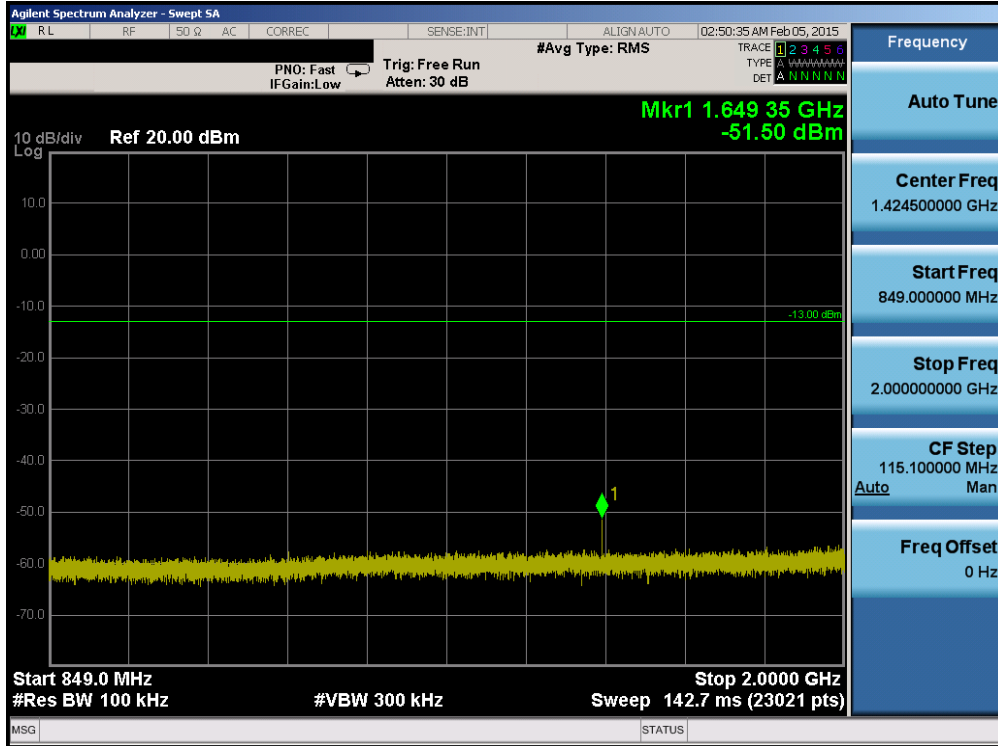 Agilent Spectrum Analyzer - Swept SA
LXI RL RF 50 Ω AC CORREC SENSE:INT ALIGN AUTO 02:50:35 AM Feb 05, 2015
PNO: Fast
IFGain:Low
Trig: Free Run
Atten: 30 dB
#Avg Type: RMS
TRACE 1 2 3 4 5 6
TYPE A WWWWW
DET A N N N N N
Mkr1 1.649 35 GHz
-51.50 dBm
10 dB/div Ref 20.00 dBm
Log
10.0
0.00
-10.0
-13.00 dBm
-20.0
-30.0
-40.0
1
-50.0
-60.0
-70.0
Start 849.0 MHz Stop 2.0000 GHz
#Res BW 100 kHz #VBW 300 kHz Sweep 142.7 ms (23021 pts)
MSG STATUS
Frequency
Auto Tune
Center Freq
1.424500000 GHz
Start Freq
849.000000 MHz
Stop Freq
2.000000000 GHz
CF Step
115.100000 MHz
Auto Man
Freq Offset
0 Hz